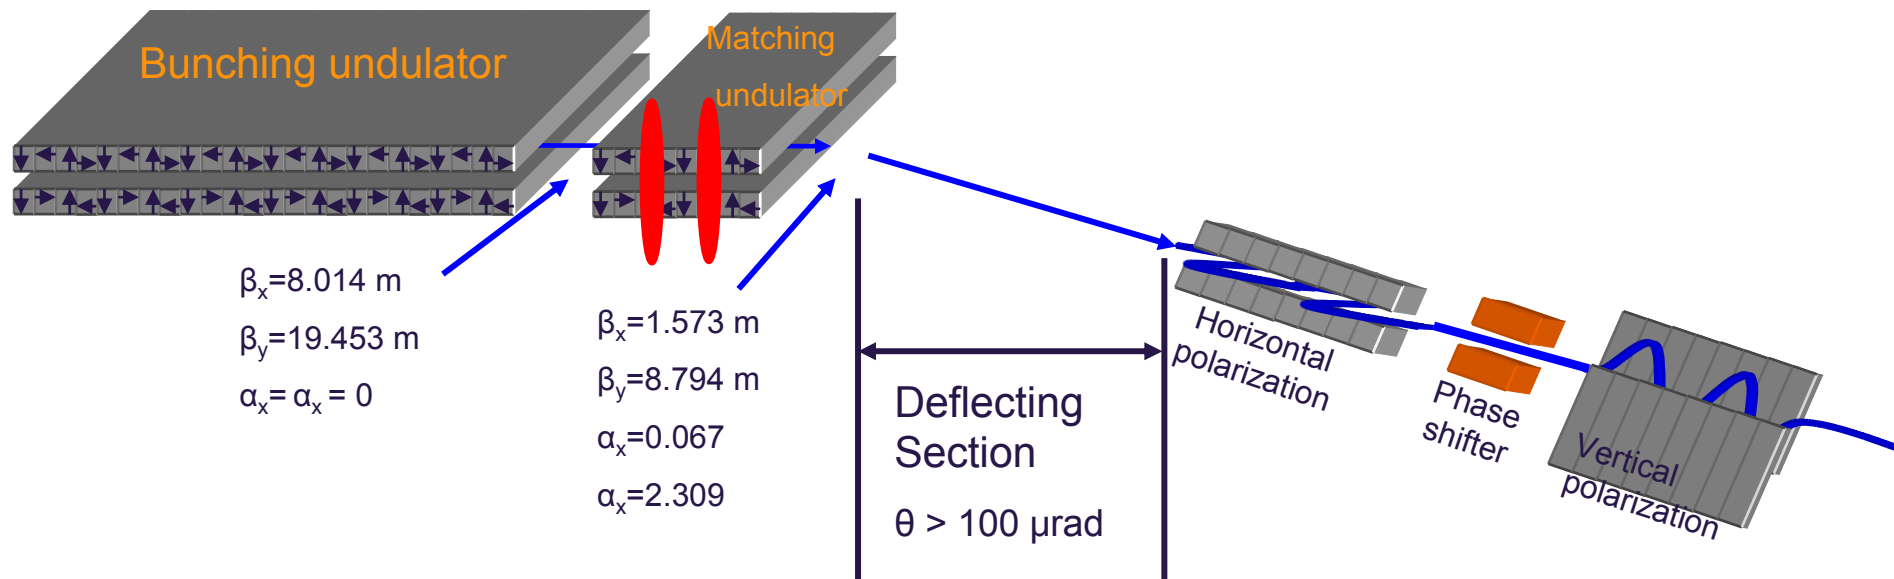 Bunching undulator
Matching
undulator
βx=8.014 m
βy=19.453 m
αx= αx = 0
βx=1.573 m
βy=8.794 m
αx=0.067
αx=2.309
Deflecting
Section
θ > 100 μrad
Horizontal
polarization
Phase
shifter
Vertical
polarization